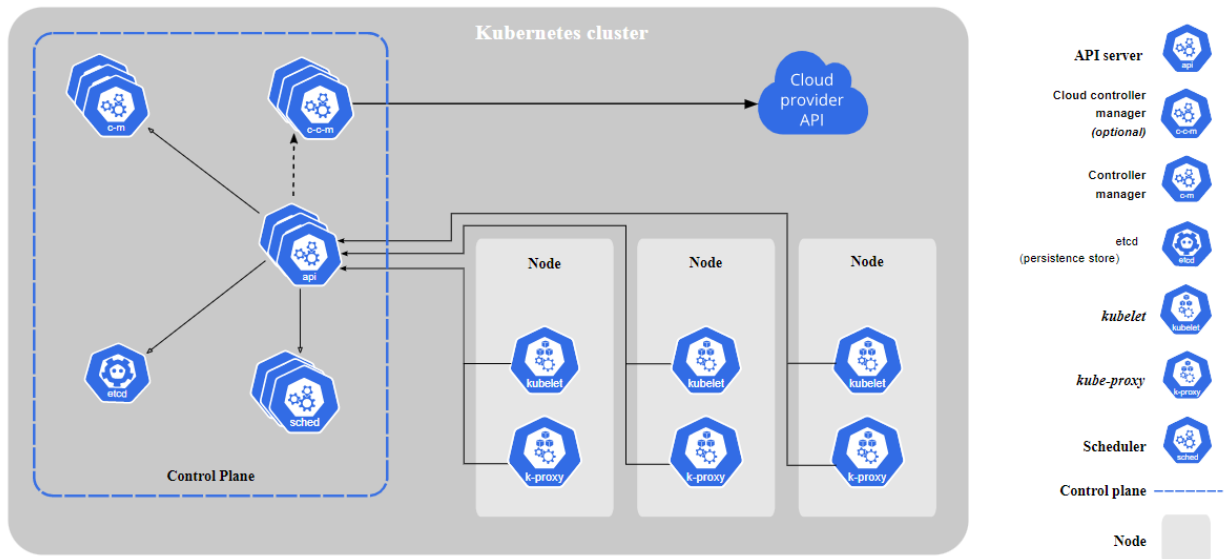 Kubernetes cluster
c-m
c-c-m
Cloud
provider
API
api
etcd
sched
Control Plane
Node
kubelet
k-proxy
Node
kubelet
k-proxy
Node
kubelet
k-proxy
API server
api
Cloud controller
manager
(optional)
c-c-m
Controller
manager
c-m
etcd
(persistence store)
etcd
kubelet
kubelet
kube-proxy
k-proxy
Scheduler
sched
Control plane
Node